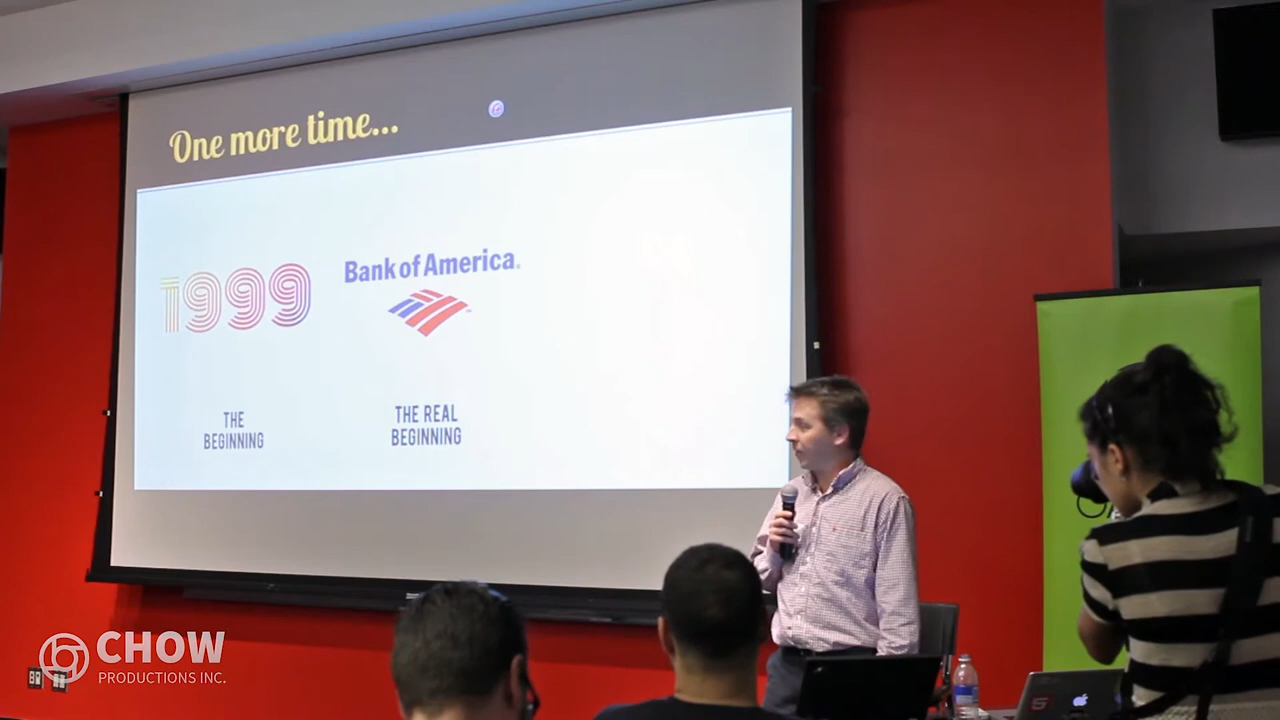 One more time...
1999
Bank of America
THE
BEGINNING
THE REAL
BEGINNING
CHOW
PRODUCTIONS INC.